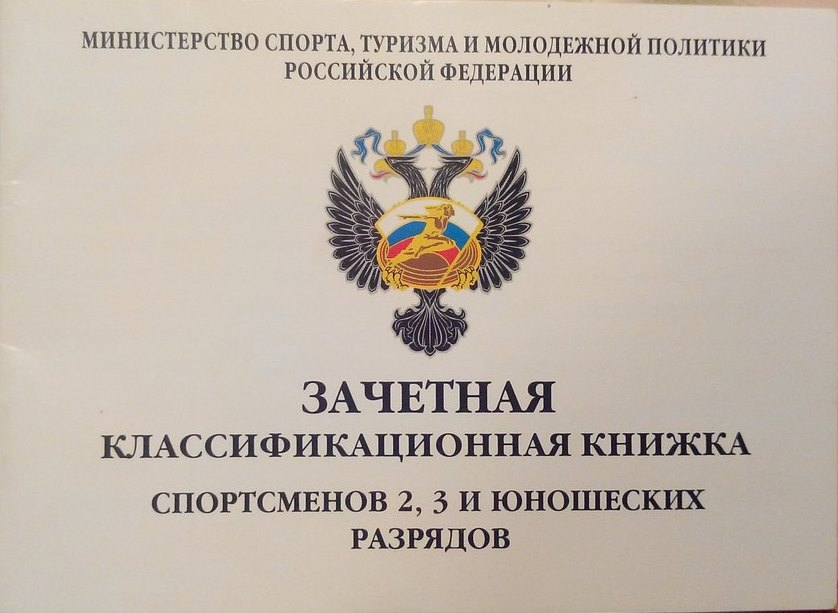 МИНИСТЕРСТВО СПОРТА, ТУРИЗМА И МОЛОДЕЖНОЙ ПОЛИТИКИ
РОССИЙСКОЙ ФЕДЕРАЦИИ
ЗАЧЕТНАЯ
КЛАССИФИКАЦИОННАЯ КНИЖКА
СПОРТСМЕНОВ 2, 3 И ЮНОШЕСКИХ
РАЗРЯДОВ